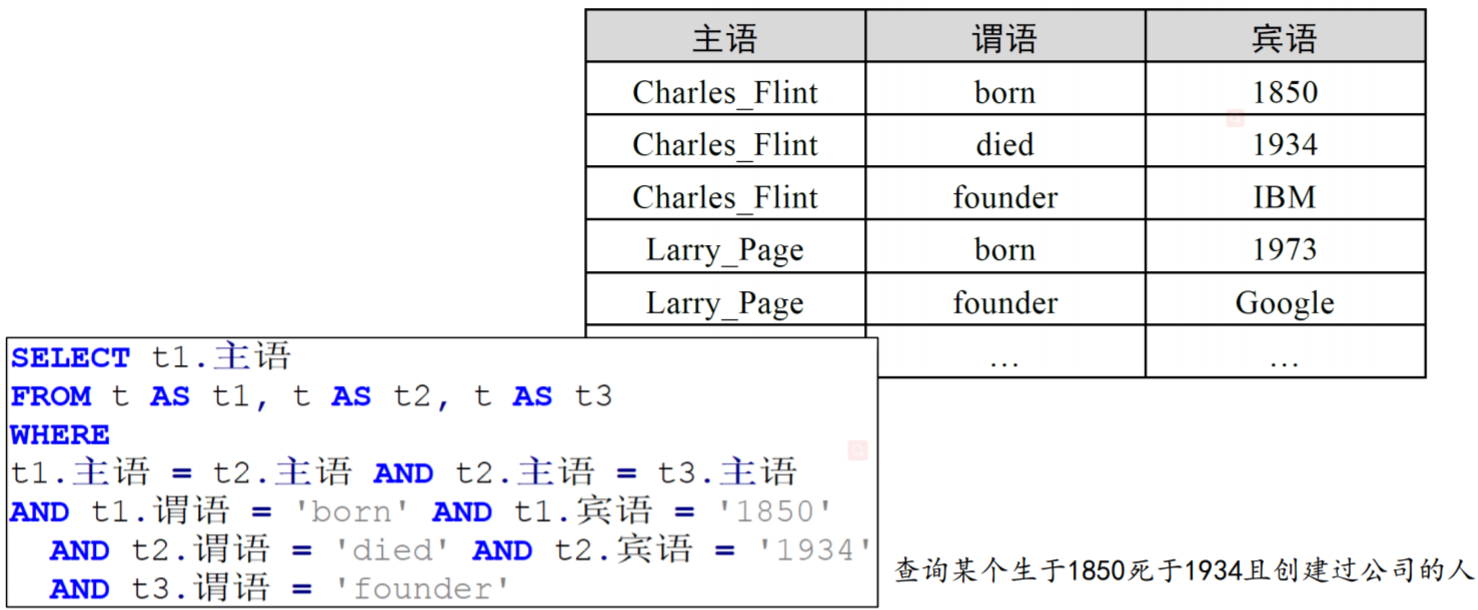 主语 谓语 宾语
Charles_Flint born 1850
Charles_Flint died 1934
Charles_Flint founder IBM
Larry_Page born 1973
Larry_Page founder Google
… …
SELECT t1.主语
FROM t AS t1, t AS t2, t AS t3
WHERE
t1.主语 = t2.主语 AND t2.主语 = t3.主语
AND t1.谓语 = 'born' AND t1.宾语 = '1850'
AND t2.谓语 = 'died' AND t2.宾语 = '1934'
AND t3.谓语 = 'founder'
查询某个生于1850死于1934且创建过公司的人